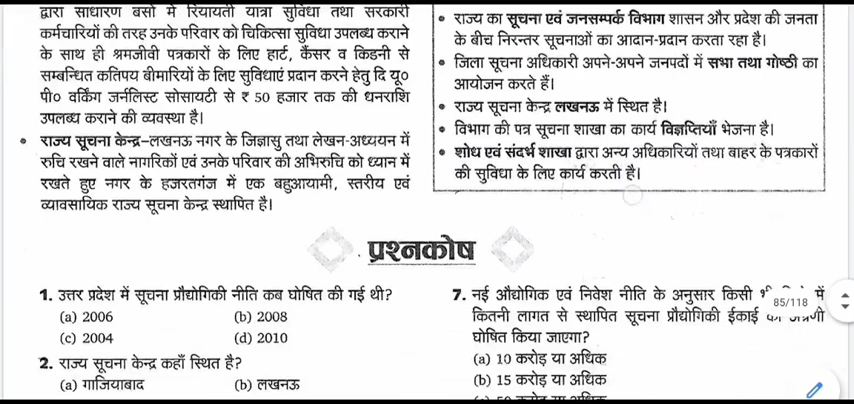 द्वारा साधारण बसों में रियायती यात्रा सुविधा तथा सरकारी
कर्मचारियों की तरह उनके परिवार को चिकित्सा सुविधा उपलब्ध कराने
के साथ ही श्रमजीवी पत्रकारों के लिए हार्ट, कैंसर व किडनी से
सम्बन्धित कतिपय बीमारियों के लिए सुविधाएं प्रदान करने हेतु दि यू०
पी० वर्किंग जर्नलिस्ट सोसायटी से ₹ 50 हजार तक की धनराशि
उपलब्ध कराने की व्यवस्था है।
• राज्य सूचना केन्द्र–लखनऊ नगर के जिज्ञासु तथा लेखन-अध्ययन में
रुचि रखने वाले नागरिकों एवं उनके परिवार की अभिरुचि को ध्यान में
रखते हुए नगर के हजरतगंज में एक बहुआयामी, स्तरीय एवं
व्यावसायिक राज्य सूचना केन्द्र स्थापित है।
• राज्य का सूचना एवं जनसम्पर्क विभाग शासन और प्रदेश की जनता
के बीच निरन्तर सूचनाओं का आदान-प्रदान करता रहा है।
• जिला सूचना अधिकारी अपने-अपने जनपदों में सभा तथा गोष्ठी का
आयोजन करते हैं।
• राज्य सूचना केन्द्र लखनऊ में स्थित है।
• विभाग की पत्र सूचना शाखा का कार्य विज्ञप्तियाँ भेजना है।
• शोध एवं संदर्भ शाखा द्वारा अन्य अधिकारियों तथा बाहर के पत्रकारों
की सुविधा के लिए कार्य करती है।
प्रश्नकोष
1. उत्तर प्रदेश में सूचना प्रौद्योगिकी नीति कब घोषित की गई थी?
(a) 2006 (b) 2008
(c) 2004 (d) 2010
2. राज्य सूचना केन्द्र कहाँ स्थित है?
(a) गाजियाबाद (b) लखनऊ
7. नई औद्योगिक एवं निवेश नीति के अनुसार किसी में
85/118
कितनी लागत से स्थापित सूचना प्रौद्योगिकी ईकाई
घोषित किया जाएगा?
(a) 10 करोड़ या अधिक
(b) 15 करोड़ या अधिक